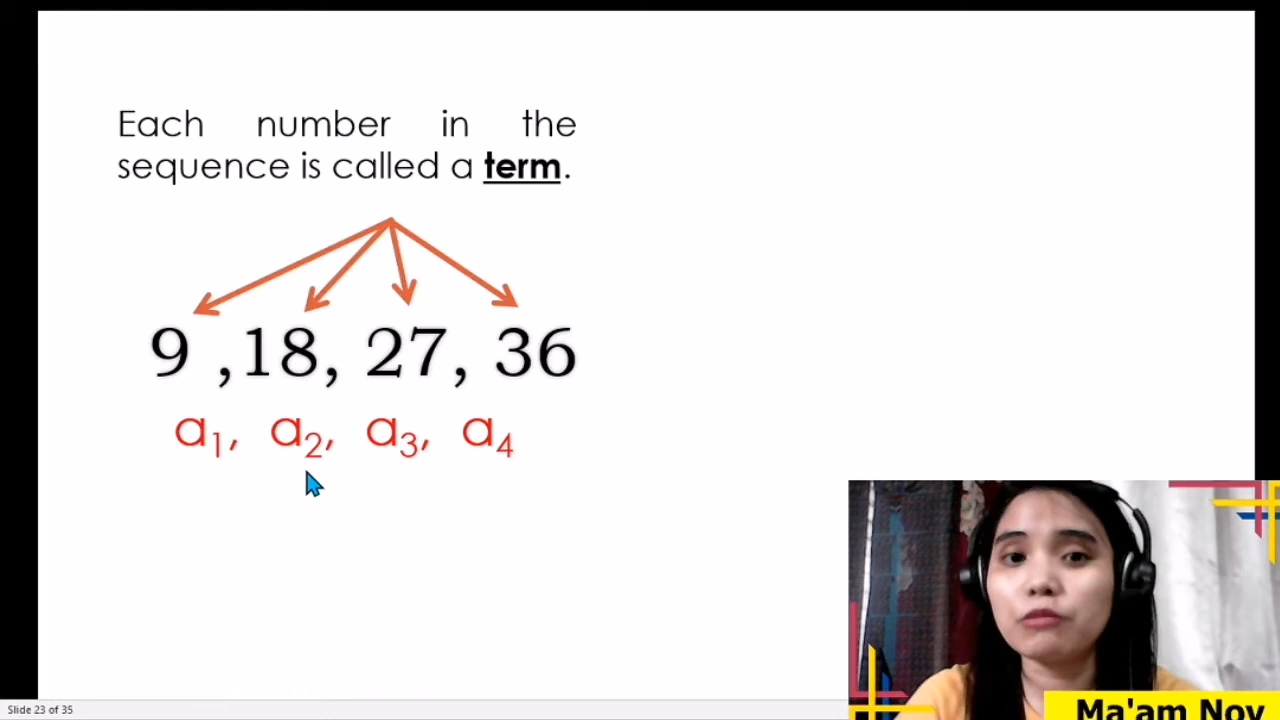 Each number in the
sequence is called a term.
9 ,18, 27, 36
a₁, a₂, a₃, a₄
Slide 23 of 35
Ma'am Noy